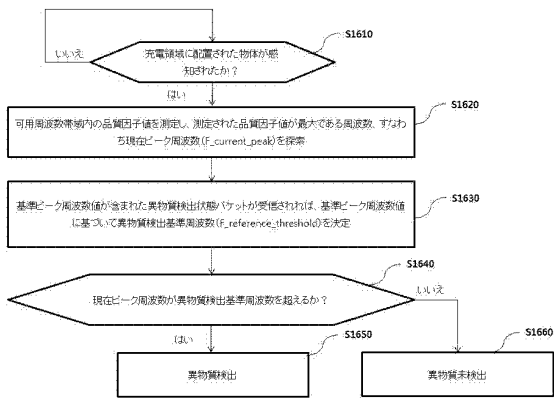 S1610
充電領域に配置された物体が感
知されたか？
いいえ
はい
S1620
可用周波数帯域内の品質因子値を測定し、測定された品質因子値が最大である周波数、すなわ
ち現在ピーク周波数(F_current_peak)を探索
S1630
基準ピーク周波数値が含まれた異物質検出状態パケットが受信されれば、基準ピーク周波数値
に基づいて異物質検出基準周波数(F_reference_threshold)を決定
S1640
現在ピーク周波数が異物質検出基準周波数を超えるか？
いいえ
はい
S1650
S1660
異物質検出
異物質未検出